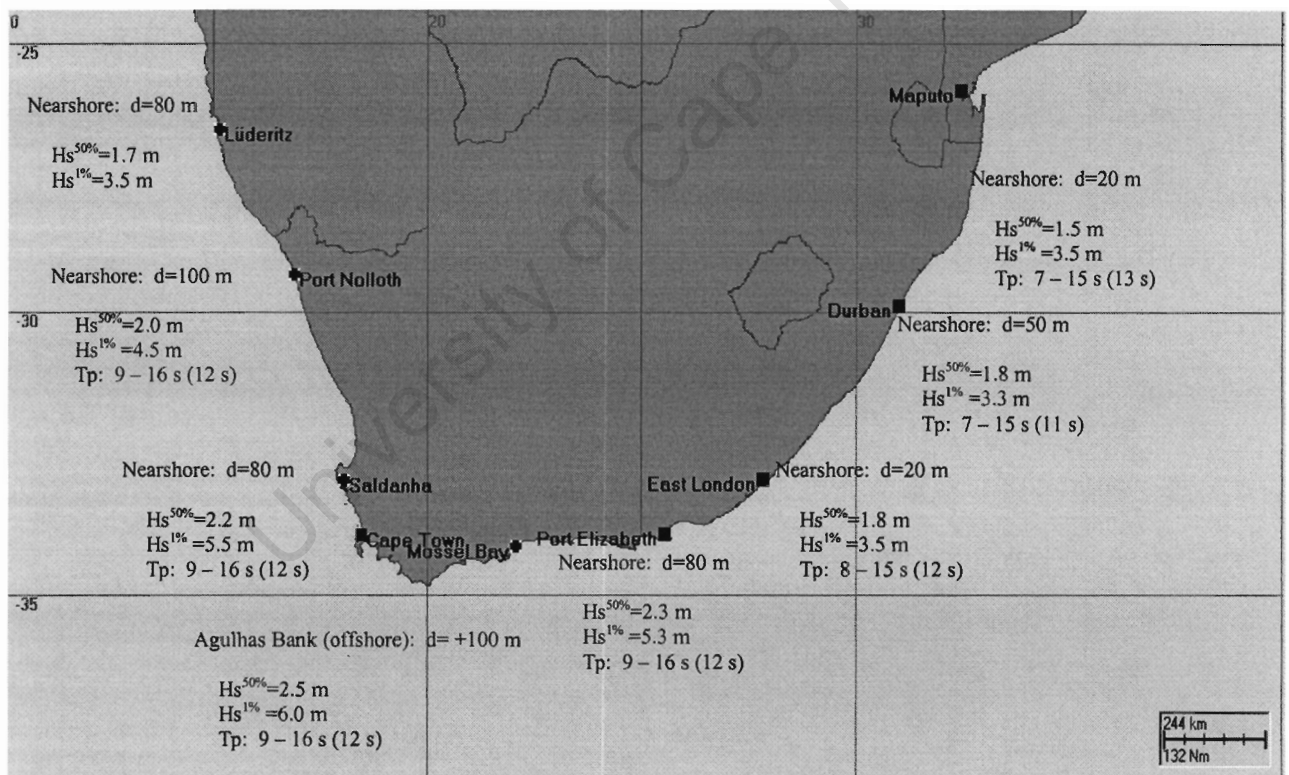 0
20
30
-25
Nearshore: d=80 m
Lüderitz
Hs50%=1.7 m
Hs1%=3.5 m
Maputo
Nearshore: d=20 m
Hs50%=1.5 m
Hs1%=3.5 m
Tp: 7 – 15 s (13 s)
Nearshore: d=100 m
Port Nolloth
Hs50%=2.0 m
Hs1% =4.5 m
Tp: 9 – 16 s (12 s)
-30
Durban
Nearshore: d=50 m
Hs50%=1.8 m
Hs1% =3.3 m
Tp: 7 – 15 s (11 s)
Nearshore: d=80 m
Saldanha
Hs50%=2.2 m
Hs1% =5.5 m
Tp: 9 – 16 s (12 s)
Cape Town
Mossel Bay
East London
Nearshore: d=20 m
Hs50%=1.8 m
Hs1% =3.5 m
Tp: 8 – 15 s (12 s)
Port Elizabeth
Nearshore: d=80 m
Hs50%=2.3 m
Hs1% =5.3 m
Tp: 9 – 16 s (12 s)
-35
Agulhas Bank (offshore): d= +100 m
Hs50%=2.5 m
Hs1% =6.0 m
Tp: 9 – 16 s (12 s)
244 km
132 Nm
University of Cape